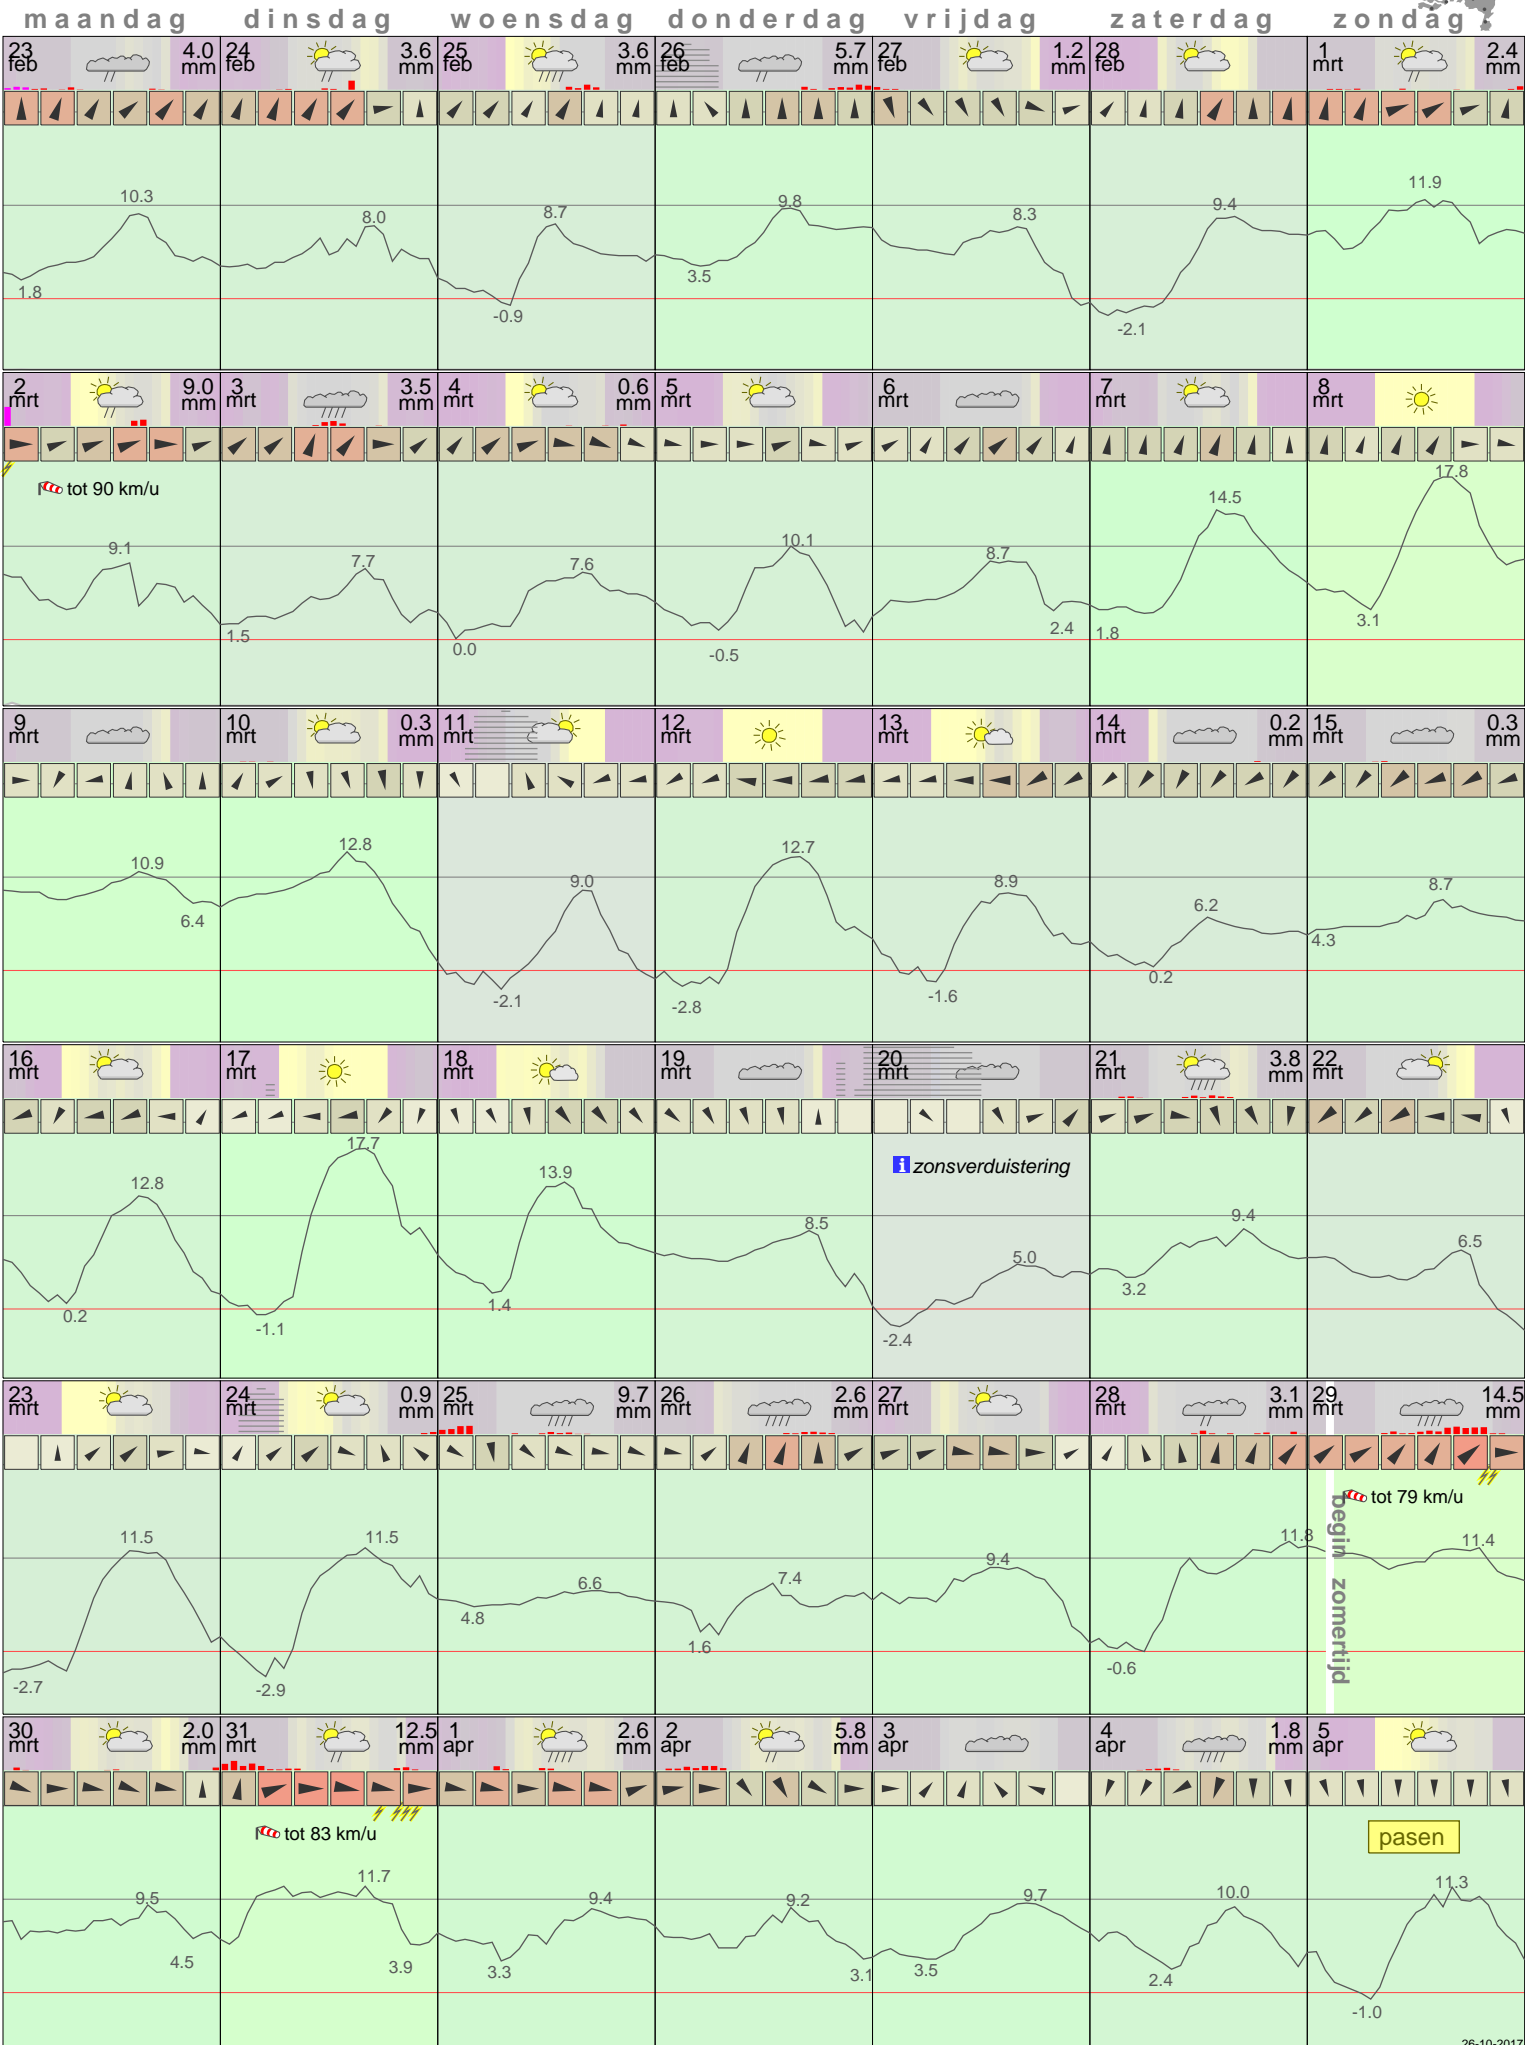 maandag dinsdag woensdag donderdag vrijdag zaterdag zondag
23 feb 4.0 mm 24 feb 3.6 mm 25 feb 3.6 mm 26 feb 5.7 mm 27 feb 1.2 mm 28 feb 1 mrt 2.4 mm
10.3 8.0 8.7 9.8 8.3 9.4 11.9
1.8 -0.9 3.5 -2.1
2 mrt 9.0 mm 3 mrt 3.5 mm 4 mrt 0.6 mm 5 mrt 6 mrt 7 mrt 8 mrt
tot 90 km/u
9.1 7.7 7.6 10.1 8.7 14.5 17.8
1.5 0.0 -0.5 2.4 1.8 3.1
9 mrt 10 mrt 0.3 mm 11 mrt 12 mrt 13 mrt 14 mrt 0.2 mm 15 mrt 0.3 mm
10.9 12.8 9.0 12.7 8.9 6.2 8.7
6.4 -2.1 -2.8 -1.6 0.2 4.3
16 mrt 17 mrt 18 mrt 19 mrt 20 mrt 21 mrt 3.8 mm 22 mrt
i zonsverduistering
12.8 17.7 13.9 8.5 5.0 9.4 6.5
0.2 -1.1 1.4 -2.4 3.2
23 mrt 24 mrt 0.9 mm 25 mrt 9.7 mm 26 mrt 2.6 mm 27 mrt 28 mrt 3.1 mm 29 mrt 14.5 mm
tot 79 km/u
begin zomertijd
11.5 11.5 6.6 7.4 9.4 11.8 11.4
-2.7 -2.9 4.8 1.6 -0.6
30 mrt 2.0 mm 31 mrt 12.5 mm 1 apr 2.6 mm 2 apr 5.8 mm 3 apr 4 apr 1.8 mm 5 apr
tot 83 km/u
pasen
9.5 11.7 9.4 9.2 9.7 10.0 11.3
4.5 3.9 3.3 3.1 3.5 2.4 -1.0
26-10-2017